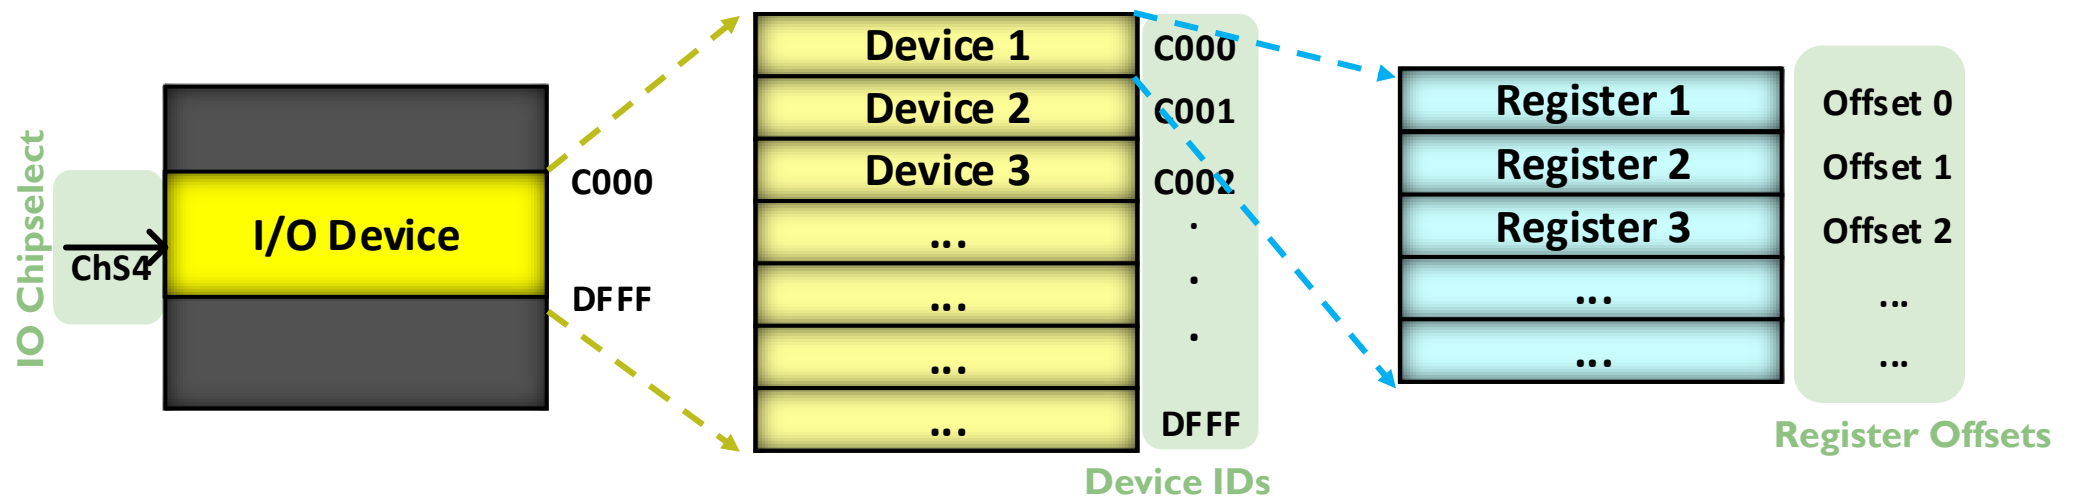 IO Chipselect
ChS4
I/O Device
C000
DFFF
Device 1
Device 2
Device 3
...
...
...
...
C000
C001
C002
.
.
.
DFFF
Device IDs
Register 1
Register 2
Register 3
...
...
Offset 0
Offset 1
Offset 2
...
...
Register Offsets